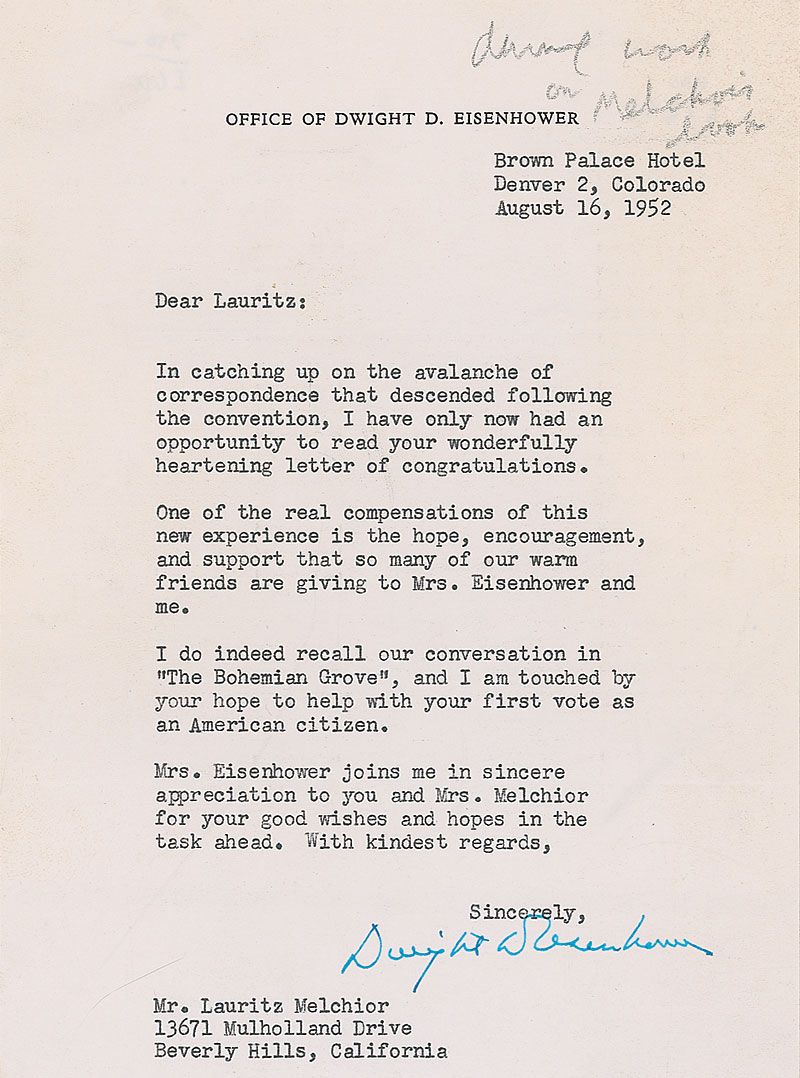 work
on Melchior's
book
OFFICE OF DWIGHT D. EISENHOWER
Brown Palace Hotel
Denver 2, Colorado
August 16, 1952
Dear Lauritz:
In catching up on the avalanche of
correspondence that descended following
the convention, I have only now had an
opportunity to read your wonderfully
heartening letter of congratulations.
One of the real compensations of this
new experience is the hope, encouragement,
and support that so many of our warm
friends are giving to Mrs. Eisenhower and
me.
I do indeed recall our conversation in
"The Bohemian Grove", and I am touched by
your hope to help with your first vote as
an American citizen.
Mrs. Eisenhower joins me in sincere
appreciation to you and Mrs. Melchior
for your good wishes and hopes in the
task ahead. With kindest regards,
Sincerely,
Dwight D Eisenhower
Mr. Lauritz Melchior
13671 Mulholland Drive
Beverly Hills, California